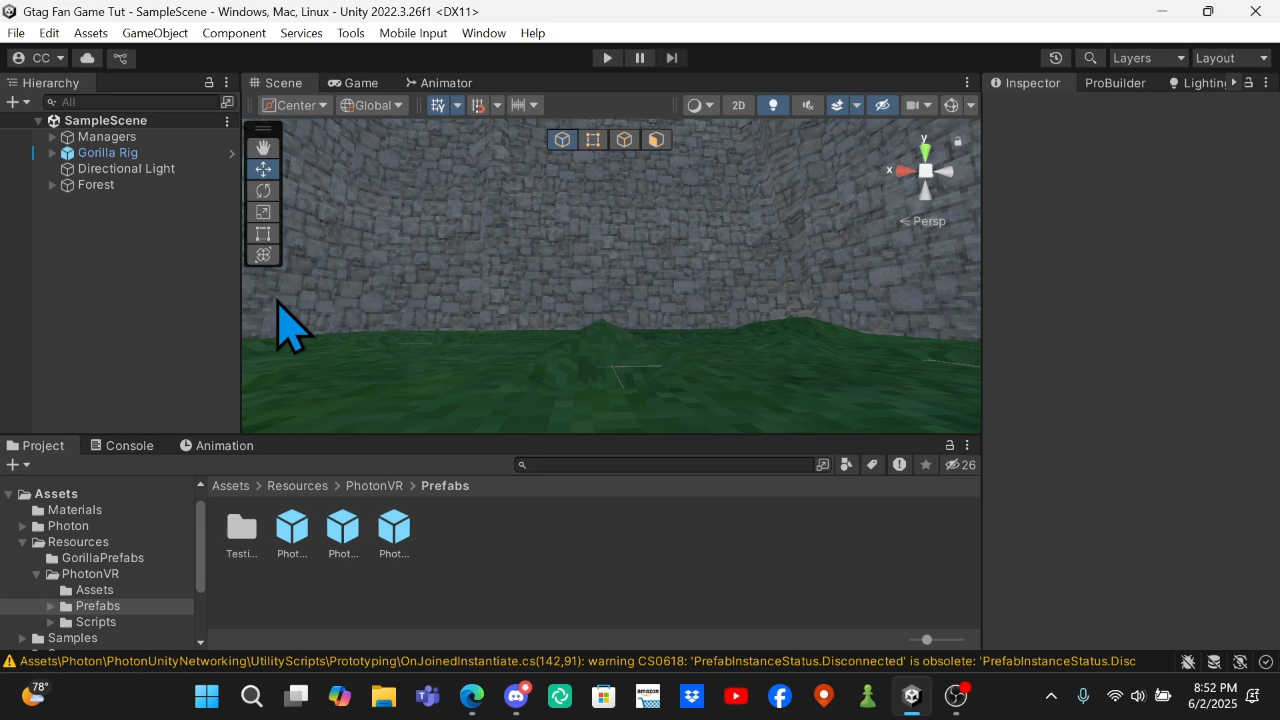 Gtag Fan Game Tut - SampleScene - Windows, Mac, Linux - Unity 2022.3.26f1 <DX11>
File Edit Assets GameObject Component Services Tools Mobile Input Window Help
CC Layers Layout
Hierarchy Scene Game Animator Inspector ProBuilder Lightin
All Center Global 2D
SampleScene
Managers
Gorilla Rig
Directional Light
Forest
y
x
Persp
Project Console Animation
26
Assets > Resources > PhotonVR > Prefabs
Assets
Materials
Photon
Resources
GorillaPrefabs
PhotonVR
Assets
Prefabs
Scripts
Samples
Testi... Phot... Phot... Phot...
Assets\Photon\PhotonUnityNetworking\UtilityScripts\Prototyping\OnJoinedInstantiate.cs(142,91): warning CS0618: 'PrefabInstanceStatus.Disconnected' is obsolete: 'PrefabInstanceStatus.Disc
78°
amazon
8:52 PM
6/2/2025